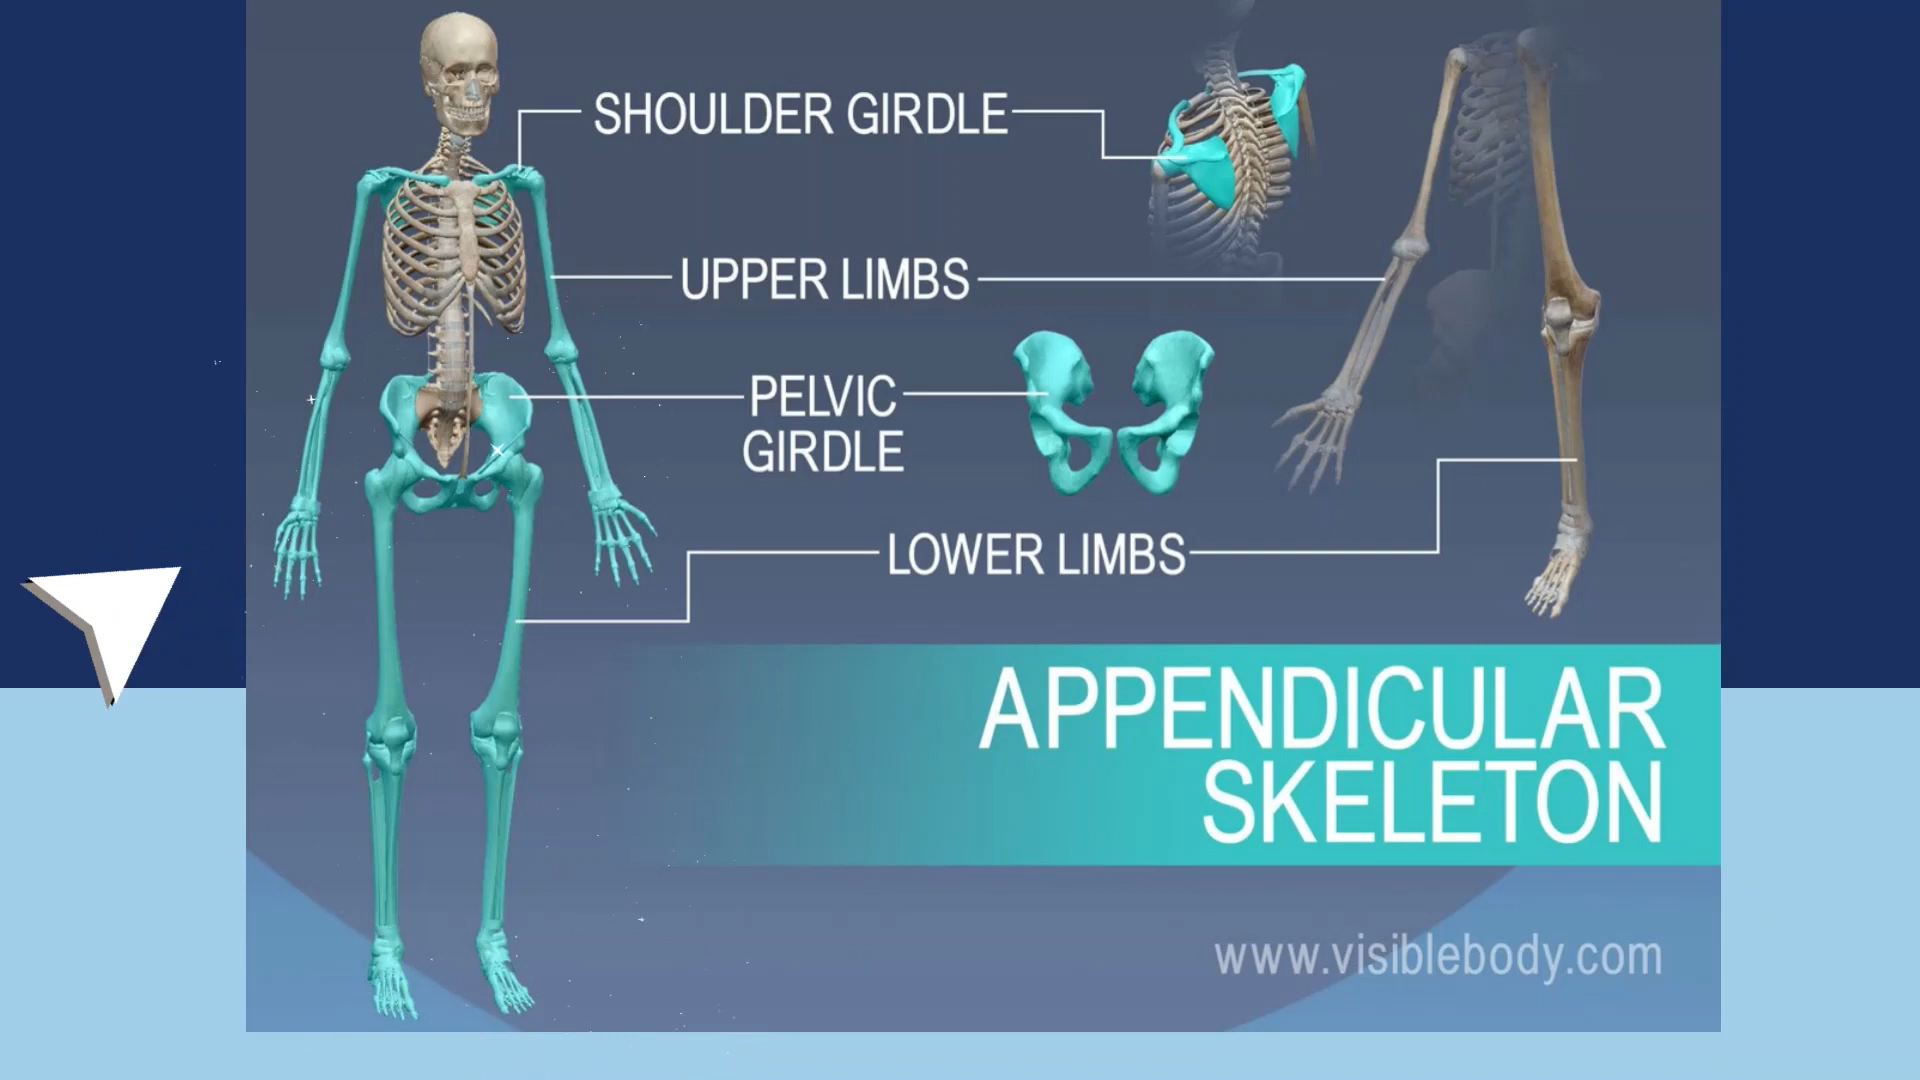 SHOULDER GIRDLE
UPPER LIMBS
PELVIC
GIRDLE
LOWER LIMBS
APPENDICULAR
SKELETON
www.visiblebody.com